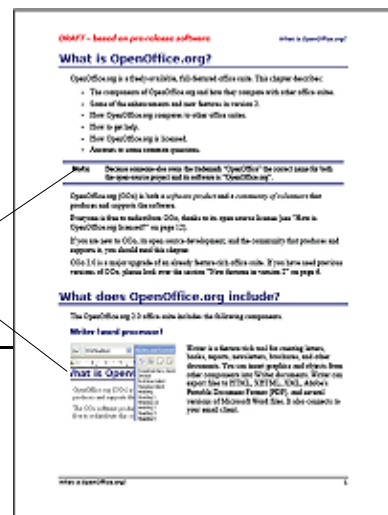 DRAFT – based on pre-release software What is OpenOffice.org?
What is OpenOffice.org?
OpenOffice.org is a freely-available, full-featured office suite. This chapter describes:
• The components of OpenOffice.org and how they compare with other office suites.
• Some of the enhancements and new features in version 2.
• How OpenOffice.org compares to other office suites.
• How to get help.
• How OpenOffice.org is licensed.
• Answers to some common questions.
Note: Because someone else owns the trademark "OpenOffice" the correct name for both
the open-source project and its software is "OpenOffice.org".
OpenOffice.org (OOo) is both a software product and a community of volunteers that
produces and supports the software.
Everyone is free to redistribute OOo, thanks to its open source license (see "How is
OpenOffice.org licensed?" on page 12).
If you are new to OOo, its open source development, and the community that produces and
supports it, you should read this chapter.
OOo 2.0 is a major upgrade of an already feature-rich office suite. If you have used previous
versions of OOo, please look over the section "New features in version 2" on page 6.
What does OpenOffice.org include?
The OpenOffice.org 2.0 office suite includes the following components.
Writer (word processor)
Writer is a feature-rich tool for creating letters,
books, reports, newsletters, brochures, and other
documents. You can insert graphics and objects from
other components into Writer documents. Writer can
export files to HTML, XHTML, XML, Adobe's
Portable Document Format (PDF), and several
versions of Microsoft Word files. It also connects to
your email client.
What is OpenOffice.org? 1